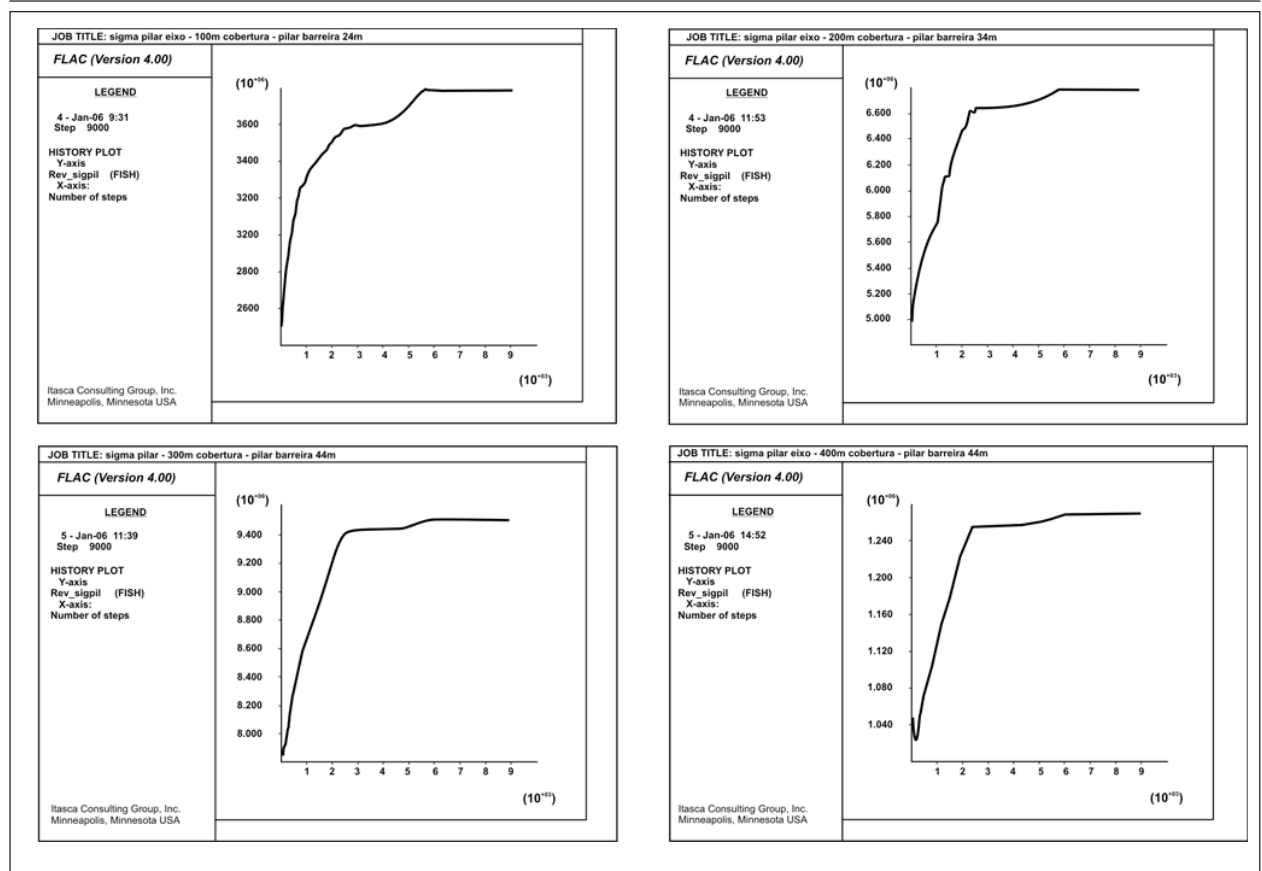 JOB TITLE: sigma pilar eixo - 100m cobertura - pilar barreira 24m
FLAC (Version 4.00)
LEGEND
4 - Jan-06 9:31
Step 9000
HISTORY PLOT
Y-axis
Rev_sigpil (FISH)
X-axis:
Number of steps
Itasca Consulting Group, Inc.
Minneapolis, Minnesota USA
(10⁺⁰⁶)
3600
3400
3200
3200
2800
2600
1 2 3 4 5 6 7 8 9
(10⁺⁰³)
JOB TITLE: sigma pilar eixo - 200m cobertura - pilar barreira 34m
FLAC (Version 4.00)
LEGEND
4 - Jan-06 11:53
Step 9000
HISTORY PLOT
Y-axis
Rev_sigpil (FISH)
X-axis:
Number of steps
Itasca Consulting Group, Inc.
Minneapolis, Minnesota USA
(10⁺⁰⁶)
6.600
6.400
6.200
6.000
5.800
5.600
5.400
5.200
5.000
1 2 3 4 5 6 7 8 9
(10⁺⁰³)
JOB TITLE: sigma pilar - 300m cobertura - pilar barreira 44m
FLAC (Version 4.00)
LEGEND
5 - Jan-06 11:39
Step 9000
HISTORY PLOT
Y-axis
Rev_sigpil (FISH)
X-axis:
Number of steps
Itasca Consulting Group, Inc.
Minneapolis, Minnesota USA
(10⁺⁰⁶)
9.400
9.200
9.000
8.800
8.600
8.400
8.200
8.000
1 2 3 4 5 6 7 8 9
(10⁺⁰³)
JOB TITLE: sigma pilar eixo - 400m cobertura - pilar barreira 44m
FLAC (Version 4.00)
LEGEND
5 - Jan-06 14:52
Step 9000
HISTORY PLOT
Y-axis
Rev_sigpil (FISH)
X-axis:
Number of steps
Itasca Consulting Group, Inc.
Minneapolis, Minnesota USA
(10⁺⁰⁶)
1.240
1.200
1.160
1.120
1.080
1.040
1 2 3 4 5 6 7 8 9
(10⁺⁰³)